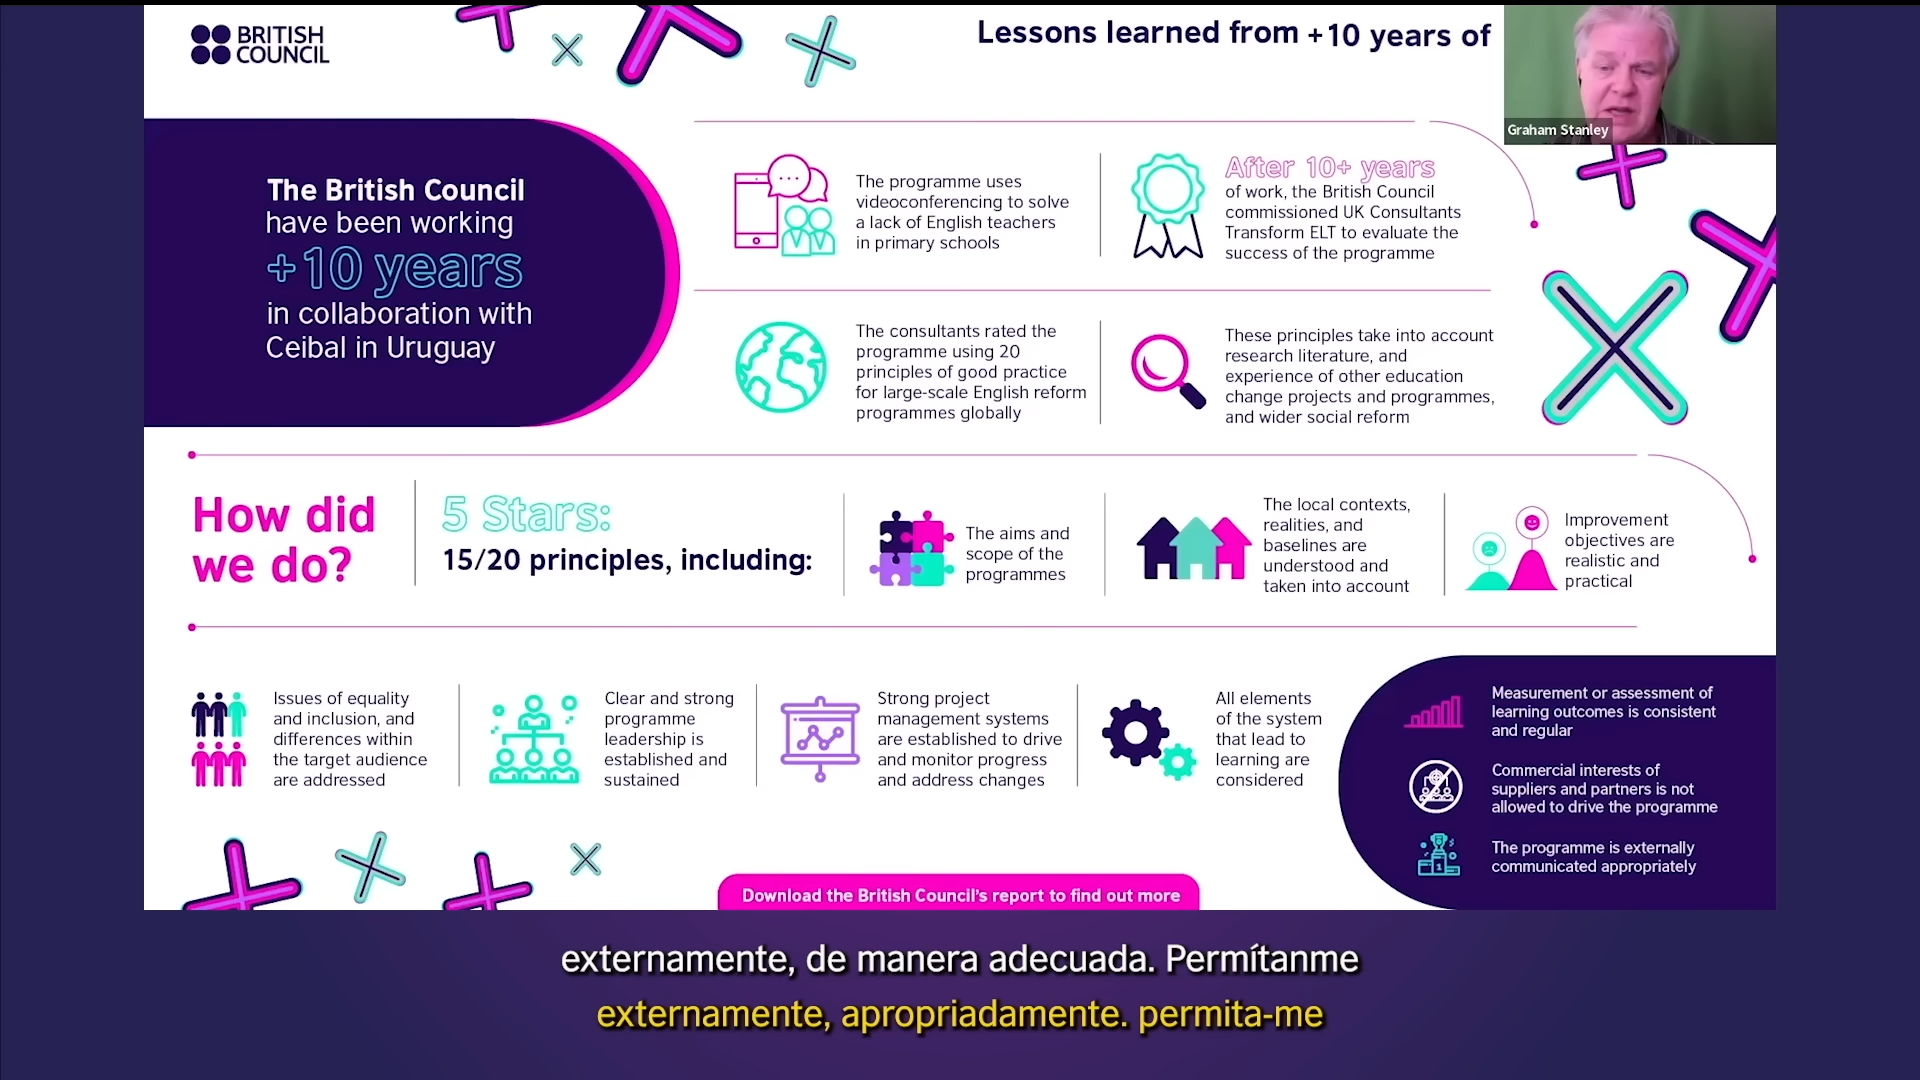 BRITISH
COUNCIL
Lessons learned from +10 years of
Graham Stanley
The British Council
have been working
+10 years
in collaboration with
Ceibal in Uruguay
The programme uses
videoconferencing to solve
a lack of English teachers
in primary schools
After 10+ years
of work, the British Council
commissioned UK Consultants
Transform ELT to evaluate the
success of the programme
The consultants rated the
programme using 20
principles of good practice
for large-scale English reform
programmes globally
These principles take into account
research literature, and
experience of other education
change projects and programmes,
and wider social reform
How did
we do?
5 Stars:
15/20 principles, including:
The aims and
scope of the
programmes
The local contexts,
realities, and
baselines are
understood and
taken into account
Improvement
objectives are
realistic and
practical
Issues of equality
and inclusion, and
differences within
the target audience
are addressed
Clear and strong
programme
leadership is
established and
sustained
Strong project
management systems
are established to drive
and monitor progress
and address changes
All elements
of the system
that lead to
learning are
considered
Measurement or assessment of
learning outcomes is consistent
and regular
Commercial interests of
suppliers and partners is not
allowed to drive the programme
1
The programme is externally
communicated appropriately
Download the British Council's report to find out more
externamente, de manera adecuada. Permítanme
externamente, apropriadamente. permita-me